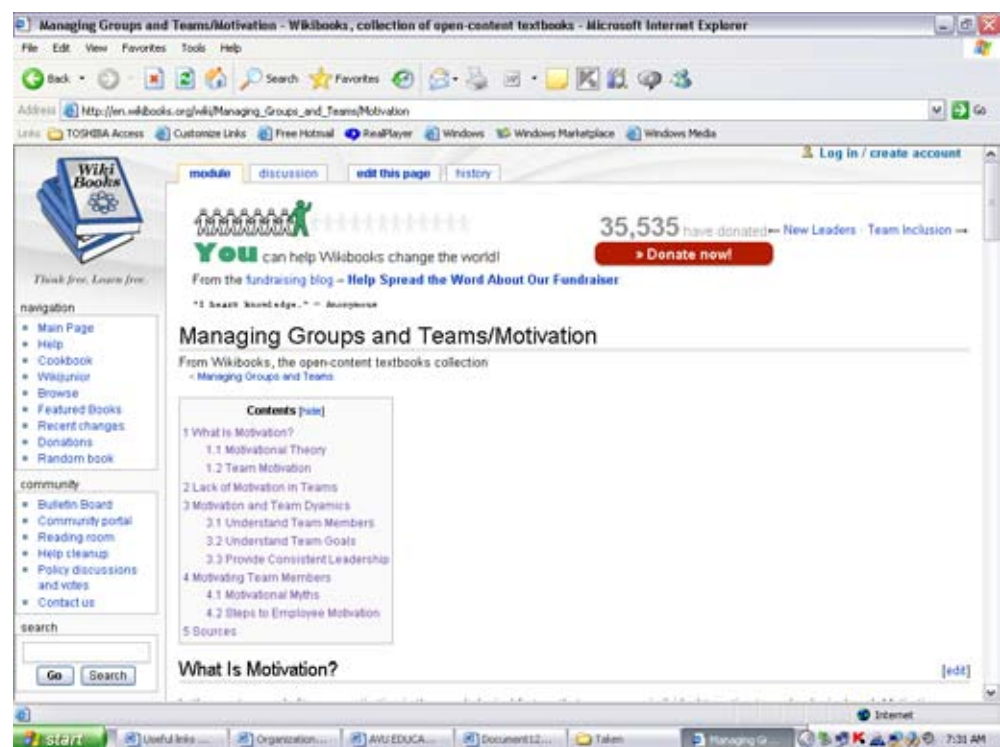 Managing Groups and Teams/Motivation - Wikibooks, collection of open-content textbooks - Microsoft Internet Explorer
File Edit View Favorites Tools Help
Back Search Favorites
Address http://en.wikibooks.org/wiki/Managing_Groups_and_Teams/Motivation Go
Links TOSHIBA Access Customize Links Free Hotmail RealPlayer Windows Windows Marketplace Windows Media
Log in / create account
Wiki
Books
Think free. Learn free.
module discussion edit this page history
35,535 have donated
New Leaders · Team Inclusion →
You can help Wikibooks change the world!
» Donate now!
From the fundraising blog – Help Spread the Word About Our Fundraiser
"I heart knowledge." — Anonymous
Managing Groups and Teams/Motivation
From Wikibooks, the open-content textbooks collection
< Managing Groups and Teams
navigation
Main Page
Help
Cookbook
Wikijunior
Browse
Featured Books
Recent changes
Donations
Random book
community
Bulletin Board
Community portal
Reading room
Help cleanup
Policy discussions
and votes
Contact us
search
Go Search
Contents [hide]
1 What Is Motivation?
1.1 Motivational Theory
1.2 Team Motivation
2 Lack of Motivation in Teams
3 Motivation and Team Dyamics
3.1 Understand Team Members
3.2 Understand Team Goals
3.3 Provide Consistent Leadership
4 Motivating Team Members
4.1 Motivational Myths
4.2 Steps to Employee Motivation
5 Sources
What Is Motivation? [edit]
Internet
start Useful links ... Organization... AVU EDUCA... Document12... Talen Managing G... 7:31 AM